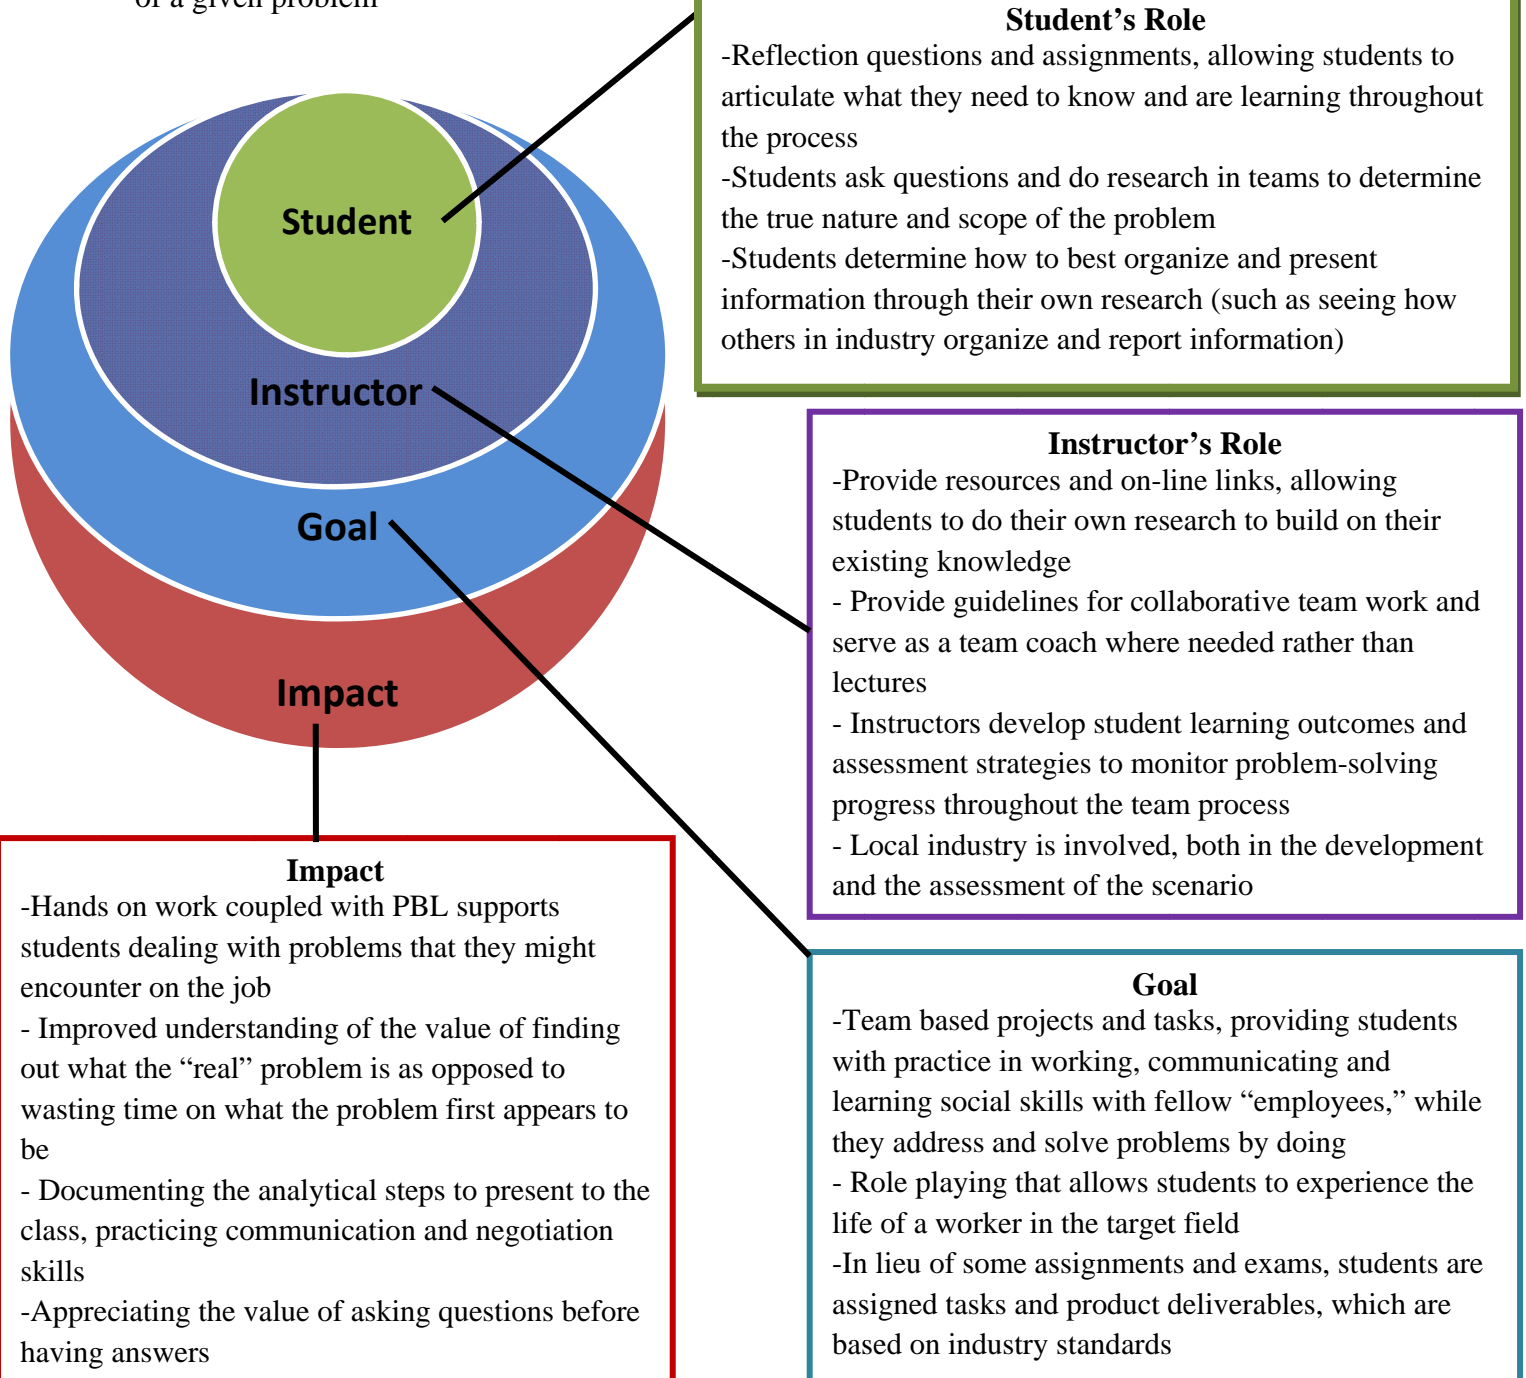 of a given problem
Student’s Role
-Reflection questions and assignments, allowing students to
articulate what they need to know and are learning throughout
the process
-Students ask questions and do research in teams to determine
the true nature and scope of the problem
-Students determine how to best organize and present
information through their own research (such as seeing how
others in industry organize and report information)
Student
Instructor
Goal
Impact
Instructor’s Role
-Provide resources and on-line links, allowing
students to do their own research to build on their
existing knowledge
- Provide guidelines for collaborative team work and
serve as a team coach where needed rather than
lectures
- Instructors develop student learning outcomes and
assessment strategies to monitor problem-solving
progress throughout the team process
- Local industry is involved, both in the development
and the assessment of the scenario
Impact
-Hands on work coupled with PBL supports
students dealing with problems that they might
encounter on the job
- Improved understanding of the value of finding
out what the “real” problem is as opposed to
wasting time on what the problem first appears to
be
- Documenting the analytical steps to present to the
class, practicing communication and negotiation
skills
-Appreciating the value of asking questions before
having answers
Goal
-Team based projects and tasks, providing students
with practice in working, communicating and
learning social skills with fellow “employees,” while
they address and solve problems by doing
- Role playing that allows students to experience the
life of a worker in the target field
-In lieu of some assignments and exams, students are
assigned tasks and product deliverables, which are
based on industry standards